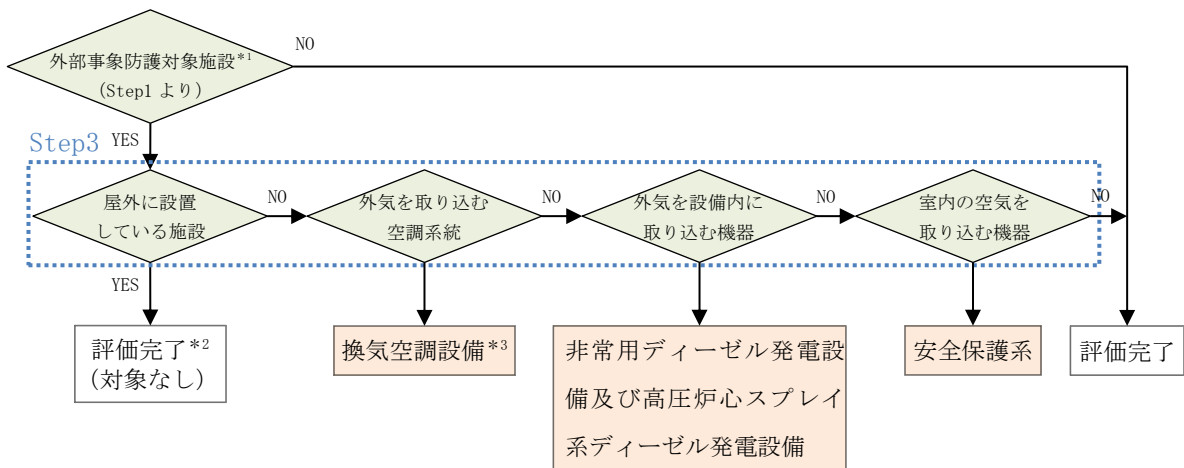 外部事象防護対象施設*1
NO
(Step1 より)
Step3
YES
屋外に設置
している施設
NO
外気を取り込む
空調系統
NO
外気を設備内に
取り込む機器
NO
室内の空気を
取り込む機器
NO
YES
評価完了*2
(対象なし)
換気空調設備*3
非常用ディーゼル発電設
備及び高圧炉心スプレイ
系ディーゼル発電設備
安全保護系
評価完了